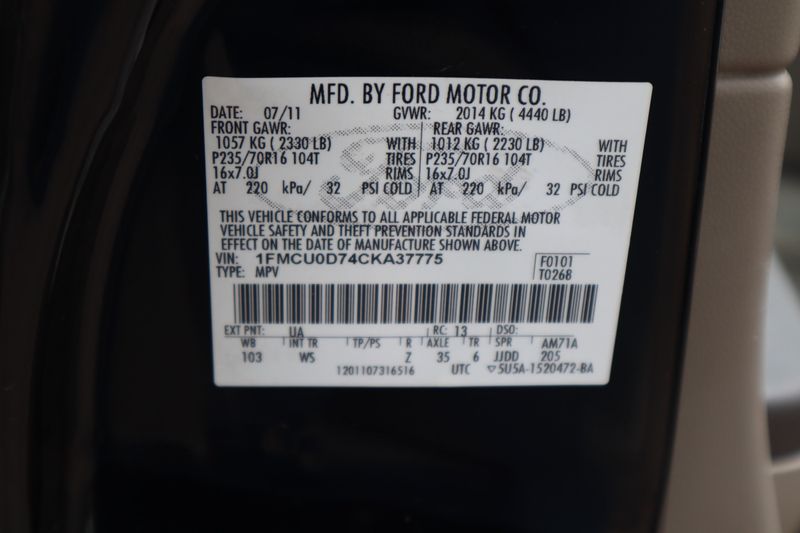 MFD. BY FORD MOTOR CO.
DATE: 07/11 GVWR: 2014 KG ( 4440 LB)
FRONT GAWR: REAR GAWR:
1057 KG ( 2330 LB) WITH 1012 KG ( 2230 LB) WITH
P235/70R16 104T TIRES P235/70R16 104T TIRES
16x7.0J RIMS 16x7.0J RIMS
AT 220 kPa/ 32 PSI COLD AT 220 kPa/ 32 PSI COLD
Ford
THIS VEHICLE CONFORMS TO ALL APPLICABLE FEDERAL MOTOR
VEHICLE SAFETY AND THEFT PREVENTION STANDARDS IN
EFFECT ON THE DATE OF MANUFACTURE SHOWN ABOVE.
VIN: 1FMCU0D74CKA37775 F0101
TYPE: MPV T0268
EXT PNT: UA RC: 13 DSO:
WB INT TR TP/PS R AXLE TR SPR AM71A
103 WS Z 35 6 JJDD 205
1201107316516 UTC ▽5U5A-1520472-BA